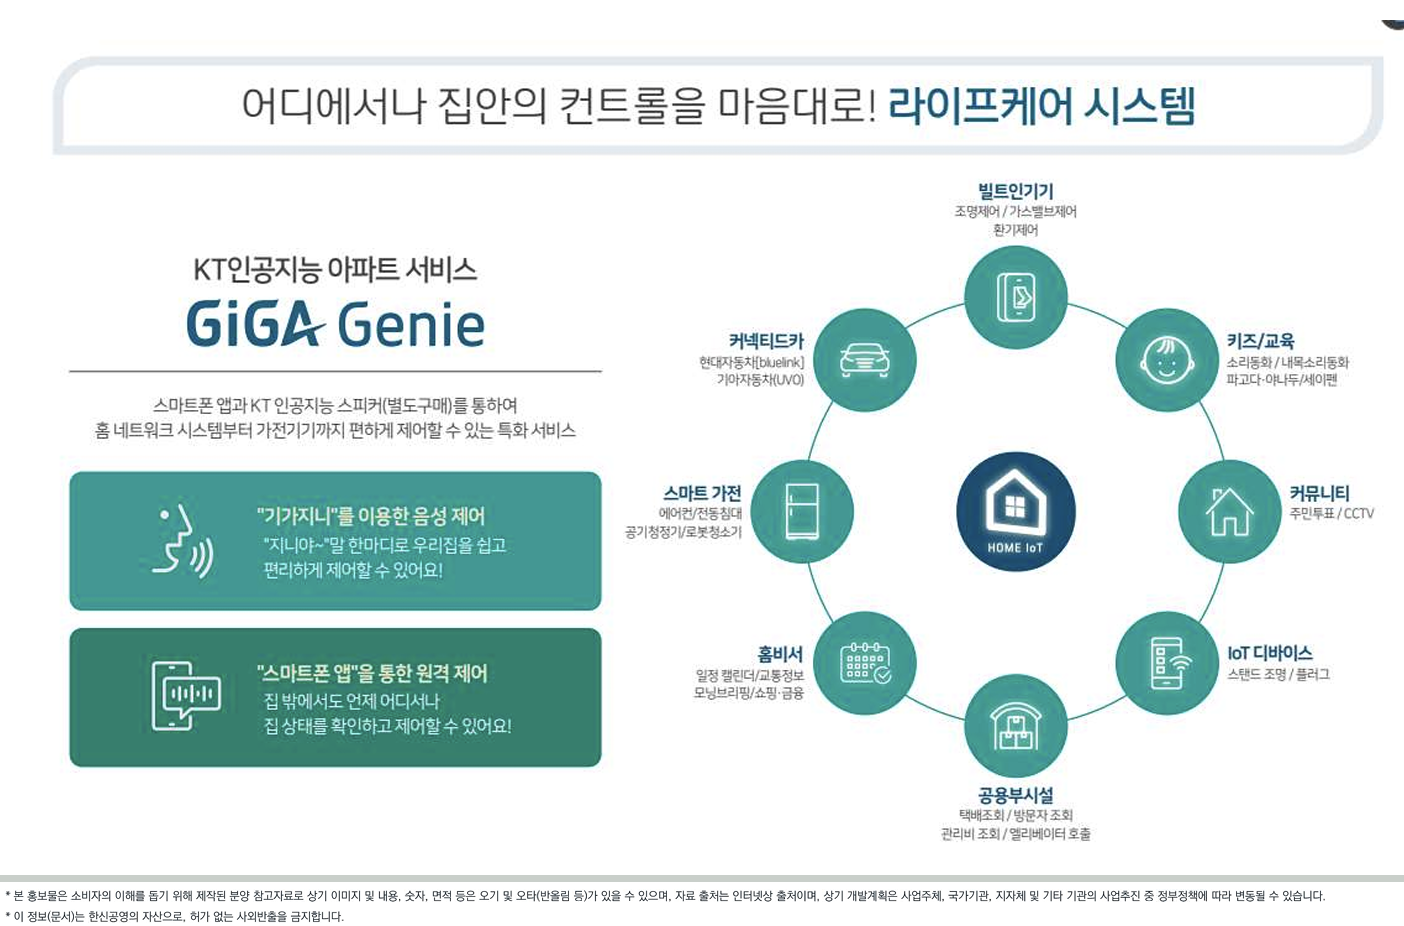 어디에서나 집안의 컨트롤을 마음대로! 라이프케어 시스템
KT인공지능 아파트 서비스
GiGA Genie
스마트폰 앱과 KT 인공지능 스피커(별도구매)를 통하여
홈 네트워크 시스템부터 가전기기까지 편하게 제어할 수 있는 특화 서비스
"기가지니"를 이용한 음성 제어
"지니야~"말 한마디로 우리집을 쉽고
편리하게 제어할 수 있어요!
"스마트폰 앱"을 통한 원격 제어
집 밖에서도 언제 어디서나
집 상태를 확인하고 제어할 수 있어요!
빌트인기기
조명제어 / 가스밸브제어
환기제어
키즈/교육
소리동화 / 내목소리동화
파고다·야나두/세이펜
커뮤니티
주민투표 / CCTV
IoT 디바이스
스탠드 조명 / 플러그
공용부시설
택배조회 / 방문자 조회
관리비 조회 / 엘리베이터 호출
홈비서
일정 캘린더/교통정보
모닝브리핑/쇼핑·금융
스마트 가전
에어컨/전동침대
공기청정기/로봇청소기
커넥티드카
현대자동차[bluelink]
기아자동차(UVO)
HOME IoT
* 본 홍보물은 소비자의 이해를 돕기 위해 제작된 분양 참고자료로 상기 이미지 및 내용, 숫자, 면적 등은 오기 및 오타(반올림 등)가 있을 수 있으며, 자료 출처는 인터넷상 출처이며, 상기 개발계획은 사업주체, 국가기관, 지자체 및 기타 기관의 사업추진 중 정부정책에 따라 변동될 수 있습니다.
* 이 정보(문서)는 한신공영의 자산으로, 허가 없는 사외반출을 금지합니다.